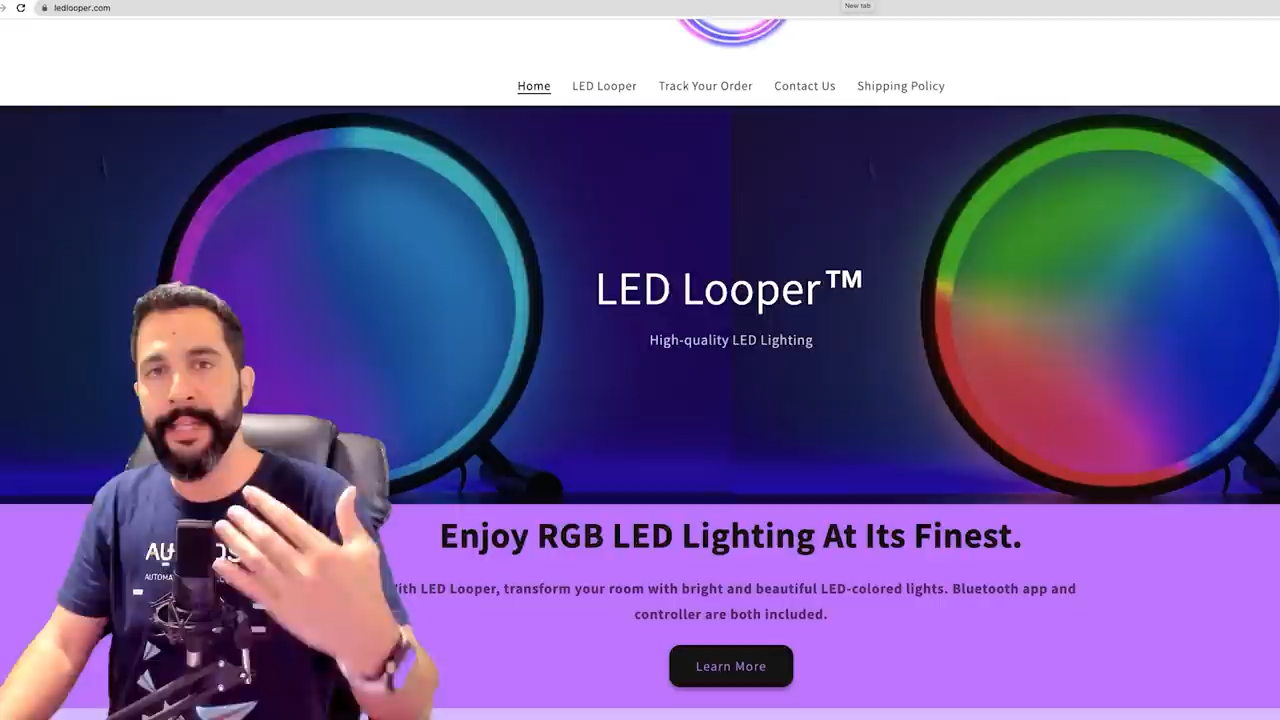 ledlooper.com
New tab
Home LED Looper Track Your Order Contact Us Shipping Policy
LED Looper™
High-quality LED Lighting
Enjoy RGB LED Lighting At Its Finest.
LED Looper, transform your room with bright and beautiful LED-colored lights. Bluetooth app and
controller are both included.
Learn More